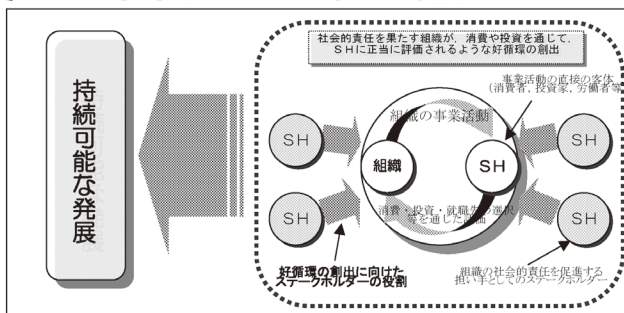 社会的責任を果たす組織が，消費や投資を通じて，
ＳＨに正当に評価されるような好循環の創出
事業活動の直接の客体
（消費者，投資家，労働者等）
組織の事業活動
持続可能な発展
SH
組織
SH
SH
SH
SH
消費・投資・就職先の選択
等を通じた評価
好循環の創出に向けた
ステークホルダーの役割
組織の社会的責任を促進する
担い手としてのステークホルダー